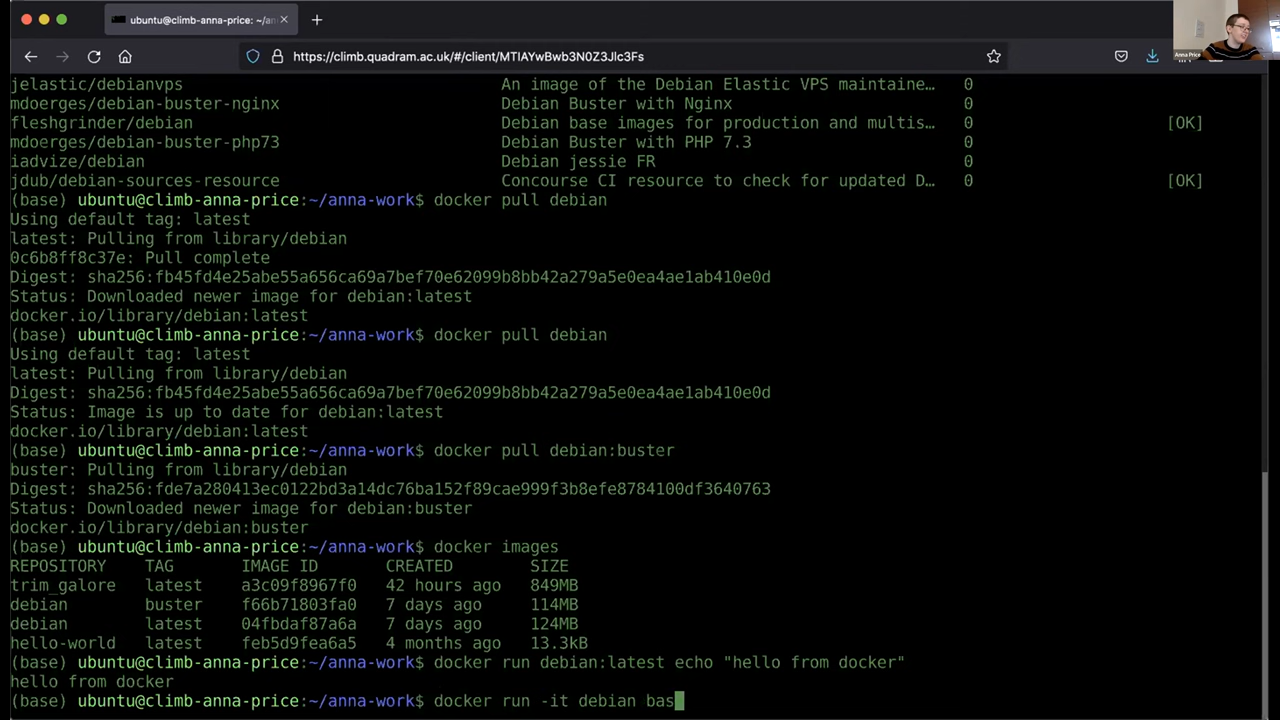 ubuntu@climb-anna-price: ~/an
https://climb.quadram.ac.uk/#/client/MTIAYwBwb3N0Z3Jlc3Fs
Anna Price
jelastic/debianvps An image of the Debian Elastic VPS maintaine… 0
mdoerges/debian-buster-nginx Debian Buster with Nginx 0
fleshgrinder/debian Debian base images for production and multis… 0 [OK]
mdoerges/debian-buster-php73 Debian Buster with PHP 7.3 0
iadvize/debian Debian jessie FR 0
jdub/debian-sources-resource Concourse CI resource to check for updated D… 0 [OK]
(base) ubuntu@climb-anna-price:~/anna-work$ docker pull debian
Using default tag: latest
latest: Pulling from library/debian
0c6b8ff8c37e: Pull complete
Digest: sha256:fb45fd4e25abe55a656ca69a7bef70e62099b8bb42a279a5e0ea4ae1ab410e0d
Status: Downloaded newer image for debian:latest
docker.io/library/debian:latest
(base) ubuntu@climb-anna-price:~/anna-work$ docker pull debian
Using default tag: latest
latest: Pulling from library/debian
Digest: sha256:fb45fd4e25abe55a656ca69a7bef70e62099b8bb42a279a5e0ea4ae1ab410e0d
Status: Image is up to date for debian:latest
docker.io/library/debian:latest
(base) ubuntu@climb-anna-price:~/anna-work$ docker pull debian:buster
buster: Pulling from library/debian
Digest: sha256:fde7a280413ec0122bd3a14dc76ba152f89cae999f3b8efe8784100df3640763
Status: Downloaded newer image for debian:buster
docker.io/library/debian:buster
(base) ubuntu@climb-anna-price:~/anna-work$ docker images
REPOSITORY TAG IMAGE ID CREATED SIZE
trim_galore latest a3c09f8967f0 42 hours ago 849MB
debian buster f66b71803fa0 7 days ago 114MB
debian latest 04fbdaf87a6a 7 days ago 124MB
hello-world latest feb5d9fea6a5 4 months ago 13.3kB
(base) ubuntu@climb-anna-price:~/anna-work$ docker run debian:latest echo "hello from docker"
hello from docker
(base) ubuntu@climb-anna-price:~/anna-work$ docker run -it debian bas